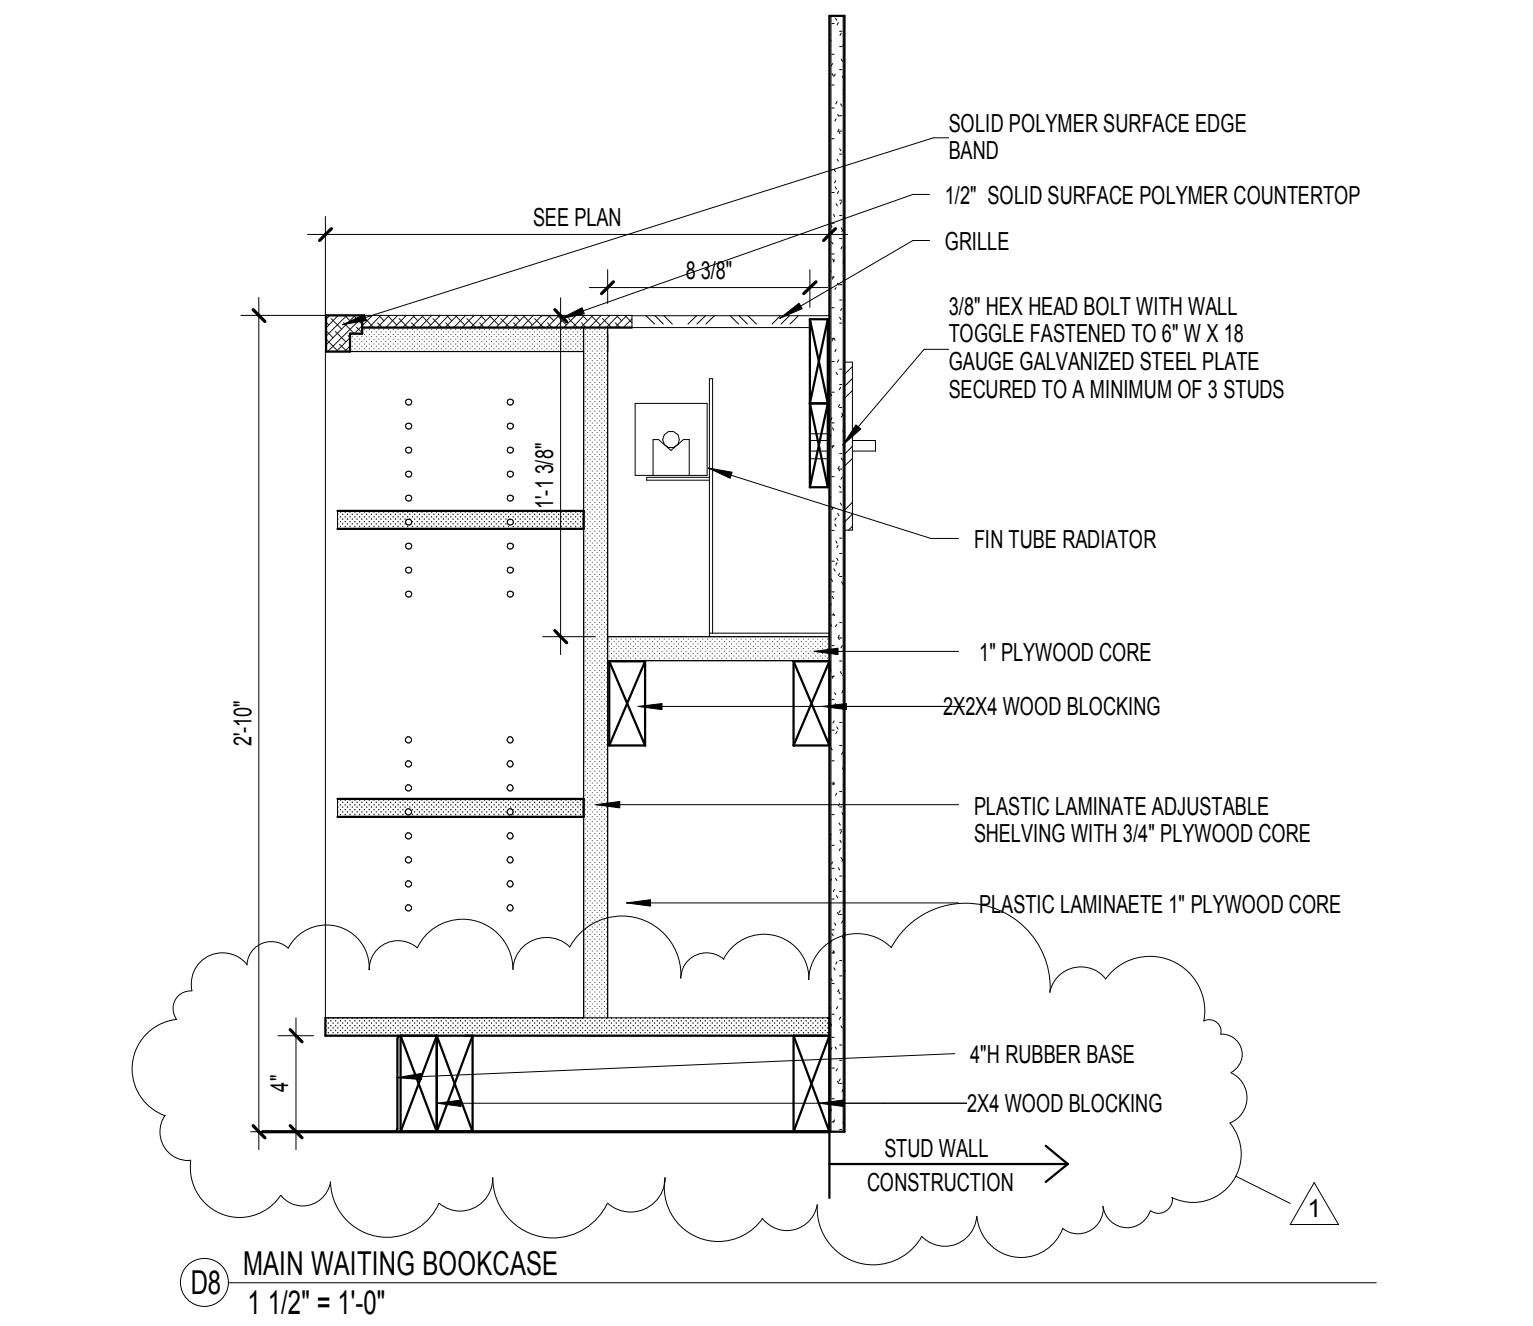 SOLID POLYMER SURFACE EDGE
BAND
1/2" SOLID SURFACE POLYMER COUNTERTOP
SEE PLAN
GRILLE
8 3/8"
3/8" HEX HEAD BOLT WITH WALL
TOGGLE FASTENED TO 6" W X 18
GAUGE GALVANIZED STEEL PLATE
SECURED TO A MINIMUM OF 3 STUDS
1'-1 3/8"
FIN TUBE RADIATOR
1" PLYWOOD CORE
2X2X4 WOOD BLOCKING
2'-10"
PLASTIC LAMINATE ADJUSTABLE
SHELVING WITH 3/4" PLYWOOD CORE
PLASTIC LAMINAETE 1" PLYWOOD CORE
4"H RUBBER BASE
4"
2X4 WOOD BLOCKING
STUD WALL
CONSTRUCTION
1
D8
MAIN WAITING BOOKCASE
1 1/2" = 1'-0"